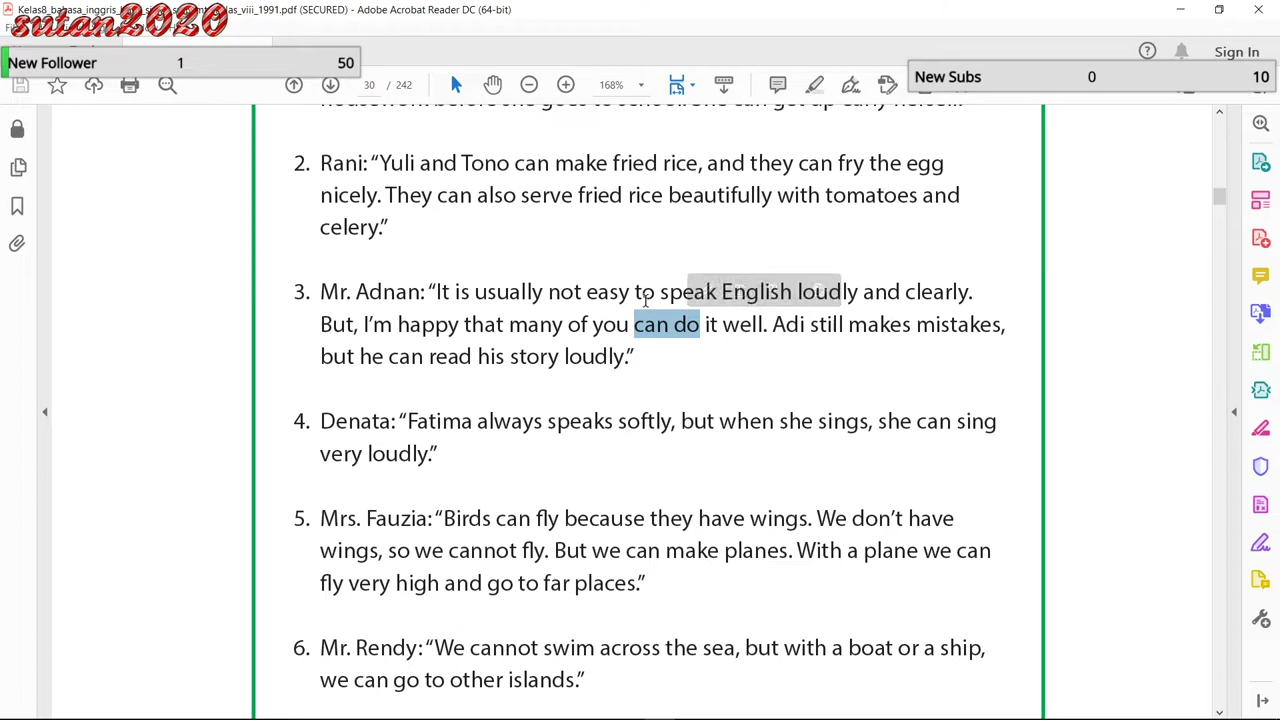 Kelas8_bahasa_inggris_
elas_viii_1991.pdf (SECURED) - Adobe Acrobat Reader DC (64-bit)
sutan2020
Sign In
New Follower 1 50
New Subs 0 10
30 / 242
168%
2. Rani: “Yuli and Tono can make fried rice, and they can fry the egg
nicely. They can also serve fried rice beautifully with tomatoes and
celery.”
3. Mr. Adnan: “It is usually not easy to speak English loudly and clearly.
But, I’m happy that many of you can do it well. Adi still makes mistakes,
but he can read his story loudly.”
4. Denata: “Fatima always speaks softly, but when she sings, she can sing
very loudly.”
5. Mrs. Fauzia: “Birds can fly because they have wings. We don’t have
wings, so we cannot fly. But we can make planes. With a plane we can
fly very high and go to far places.”
6. Mr. Rendy: “We cannot swim across the sea, but with a boat or a ship,
we can go to other islands.”